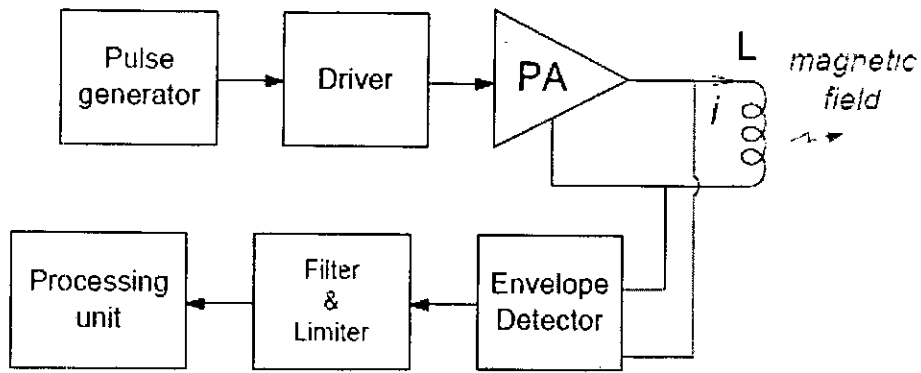 Pulse
generator
Driver
PA
L
i
magnetic
field
Processing
unit
Filter
&
Limiter
Envelope
Detector